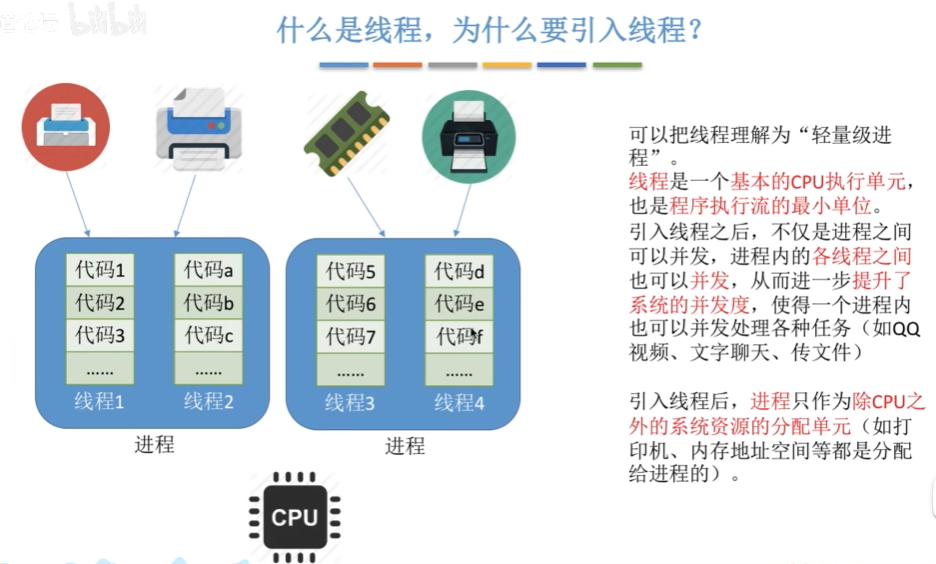 bilibili
什么是线程，为什么要引入线程？
代码1
代码2
代码3
......
线程1
代码a
代码b
代码c
......
线程2
进程
代码5
代码6
代码7
......
线程3
代码d
代码e
代码f
......
线程4
进程
CPU
可以把线程理解为“轻量级进
程”。
线程是一个基本的CPU执行单元，
也是程序执行流的最小单位。
引入线程之后，不仅是进程之间
可以并发，进程内的各线程之间
也可以并发，从而进一步提升了
系统的并发度，使得一个进程内
也可以并发处理各种任务（如QQ
视频、文字聊天、传文件）
引入线程后，进程只作为除CPU之
外的系统资源的分配单元（如打
印机、内存地址空间等都是分配
给进程的）。